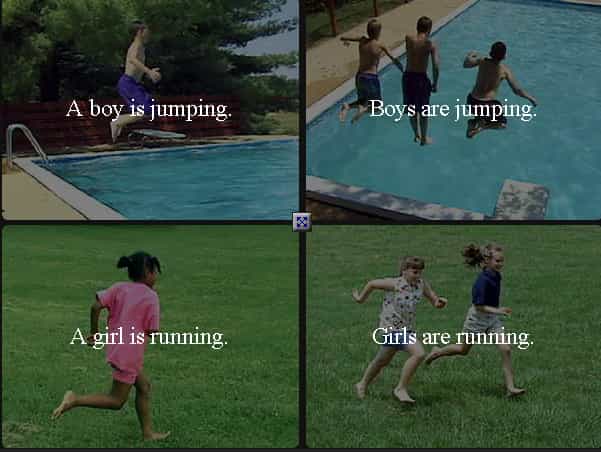 A boy is jumping.
Boys are jumping.
A girl is running.
Girls are running.